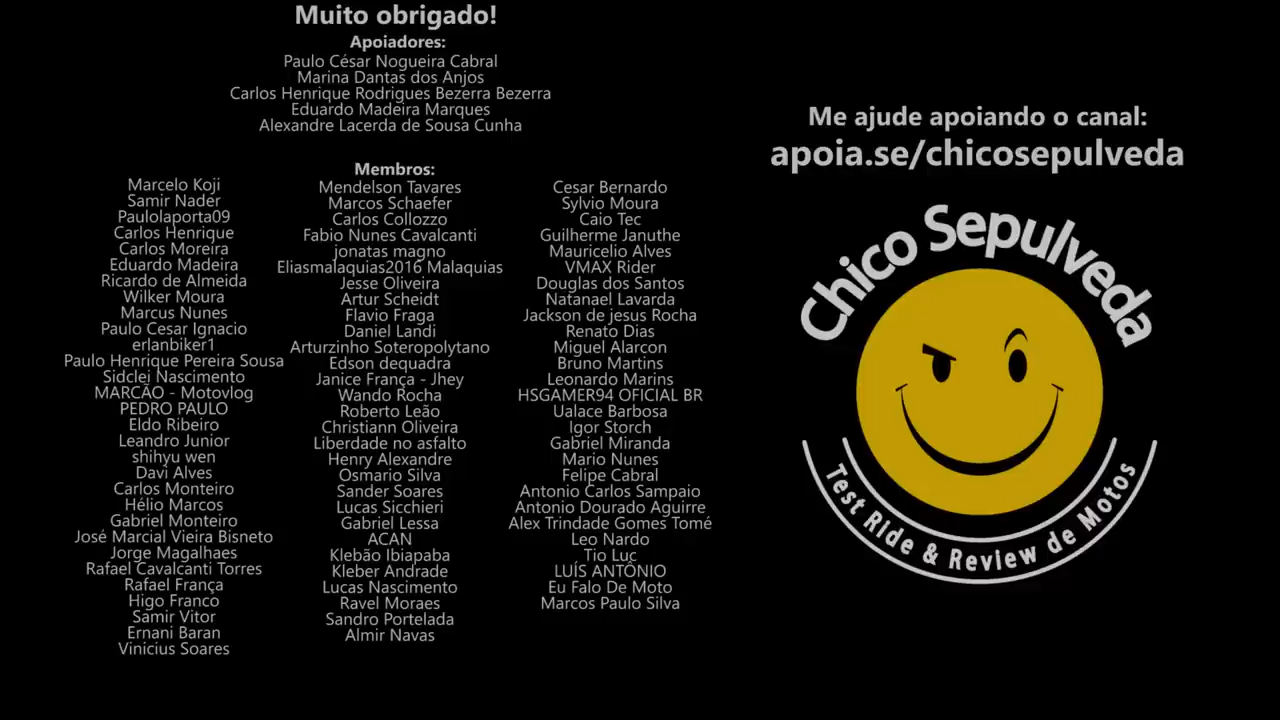 Muito obrigado!
Apoiadores:
Paulo César Nogueira Cabral
Marina Dantas dos Anjos
Carlos Henrique Rodrigues Bezerra Bezerra
Eduardo Madeira Marques
Alexandre Lacerda de Sousa Cunha
Membros:
Marcelo Koji
Samir Nader
Paulolaporta09
Carlos Henrique
Carlos Moreira
Eduardo Madeira
Ricardo de Almeida
Wilker Moura
Marcus Nunes
Paulo Cesar Ignacio
erlanbiker1
Paulo Henrique Pereira Sousa
Sidclei Nascimento
MARCÃO - Motovlog
PEDRO PAULO
Eldo Ribeiro
Leandro Junior
shihyu wen
Davi Alves
Carlos Monteiro
Hélio Marcos
Gabriel Monteiro
José Marcial Vieira Bisneto
Jorge Magalhaes
Rafael Cavalcanti Torres
Rafael França
Higo Franco
Samir Vitor
Ernani Baran
Vinicius Soares
Mendelson Tavares
Marcos Schaefer
Carlos Collozzo
Fabio Nunes Cavalcanti
jonatas magno
Eliasmalaquias2016 Malaquias
Jesse Oliveira
Artur Scheidt
Flavio Fraga
Daniel Landi
Arturzinho Soteropolytano
Edson dequadra
Janice França - Jhey
Wando Rocha
Roberto Leão
Christiann Oliveira
Liberdade no asfalto
Henry Alexandre
Osmario Silva
Sander Soares
Lucas Sicchieri
Gabriel Lessa
ACAN
Klebão Ibiapaba
Kleber Andrade
Lucas Nascimento
Ravel Moraes
Sandro Portelada
Almir Navas
Cesar Bernardo
Sylvio Moura
Caio Tec
Guilherme Januthe
Mauricelio Alves
VMAX Rider
Douglas dos Santos
Natanael Lavarda
Jackson de jesus Rocha
Renato Dias
Miguel Alarcon
Bruno Martins
Leonardo Marins
HSGAMER94 OFICIAL BR
Ualace Barbosa
Igor Storch
Gabriel Miranda
Mario Nunes
Felipe Cabral
Antonio Carlos Sampaio
Antonio Dourado Aguirre
Alex Trindade Gomes Tomé
Leo Nardo
Tio Luc
LUÍS ANTÔNIO
Eu Falo De Moto
Marcos Paulo Silva
Me ajude apoiando o canal:
apoia.se/chicosepulveda
Chico Sepulveda
Test Ride & Review de Motos